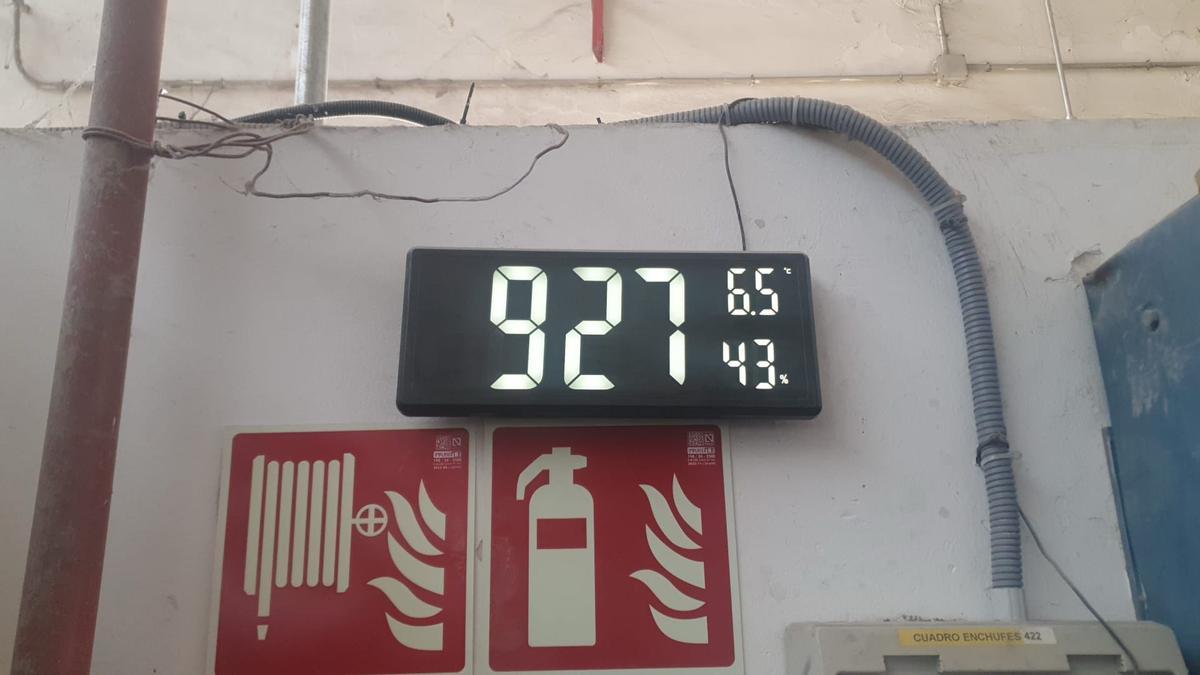 927
6.5 °C
43 %
CUADRO ENCHUFES 422